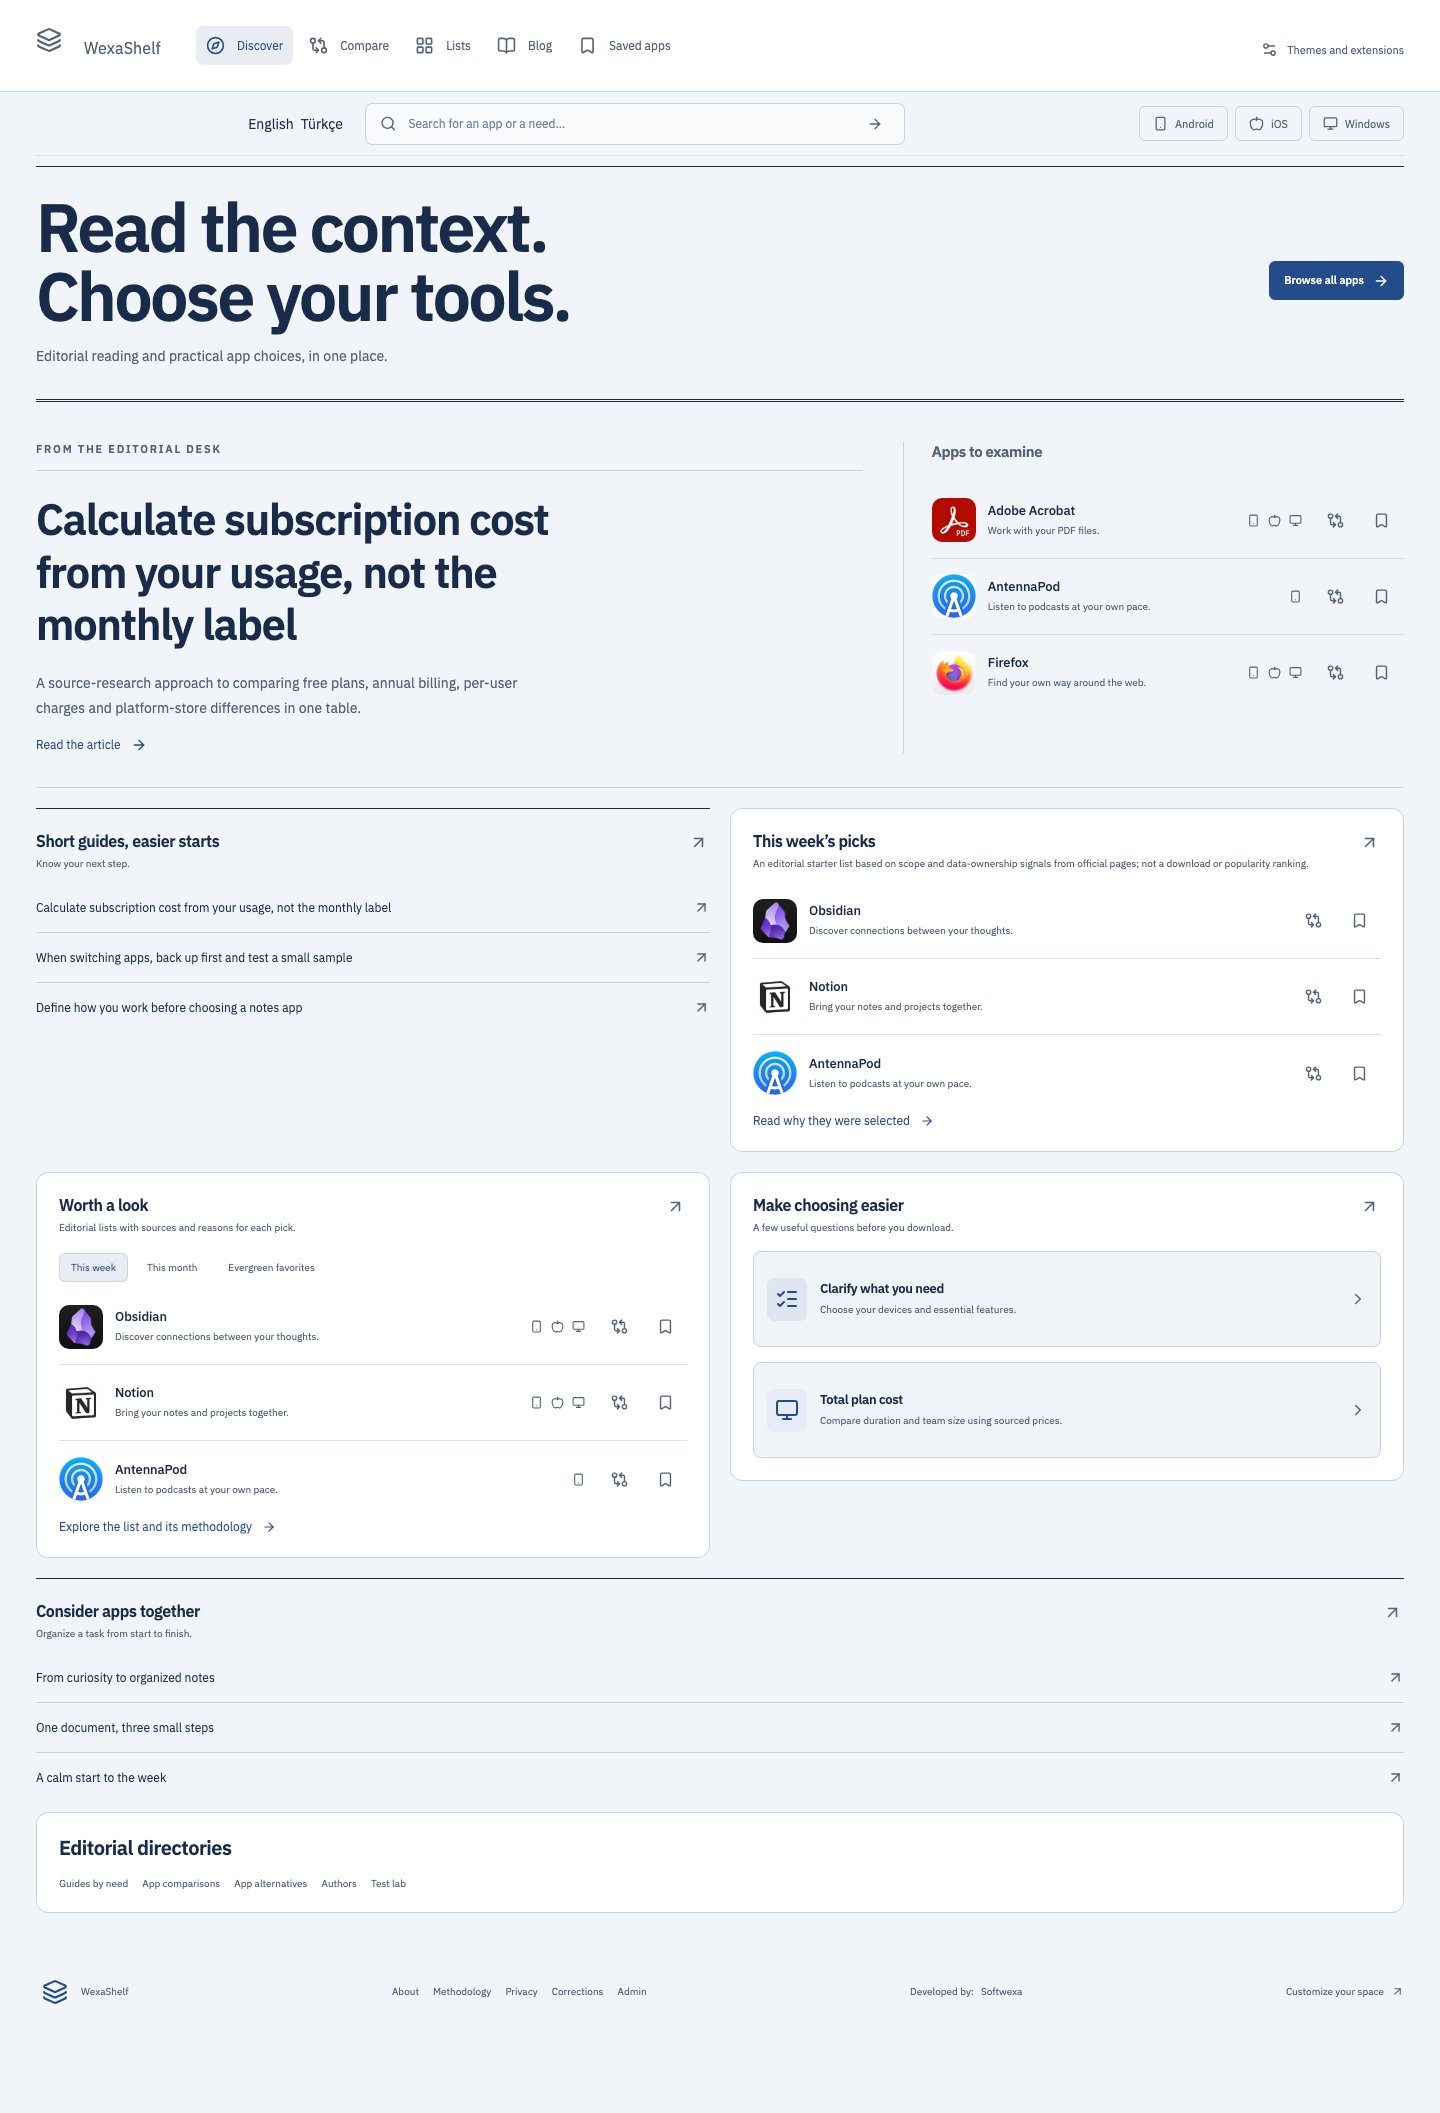 WexaShelf
Discover
Compare
Lists
Blog
Saved apps
Themes and extensions
English Türkçe
Search for an app or a need...
Android
iOS
Windows
Read the context.
Choose your tools.
Editorial reading and practical app choices, in one place.
Browse all apps
FROM THE EDITORIAL DESK
Calculate subscription cost
from your usage, not the
monthly label
A source-research approach to comparing free plans, annual billing, per-user
charges and platform-store differences in one table.
Read the article
Apps to examine
PDF
Adobe Acrobat
Work with your PDF files.
AntennaPod
Listen to podcasts at your own pace.
Firefox
Find your own way around the web.
Short guides, easier starts
Know your next step.
Calculate subscription cost from your usage, not the monthly label
When switching apps, back up first and test a small sample
Define how you work before choosing a notes app
This week’s picks
An editorial starter list based on scope and data-ownership signals from official pages; not a download or popularity ranking.
Obsidian
Discover connections between your thoughts.
Notion
Bring your notes and projects together.
AntennaPod
Listen to podcasts at your own pace.
Read why they were selected
Worth a look
Editorial lists with sources and reasons for each pick.
This week
This month
Evergreen favorites
Obsidian
Discover connections between your thoughts.
Notion
Bring your notes and projects together.
AntennaPod
Listen to podcasts at your own pace.
Explore the list and its methodology
Make choosing easier
A few useful questions before you download.
Clarify what you need
Choose your devices and essential features.
Total plan cost
Compare duration and team size using sourced prices.
Consider apps together
Organize a task from start to finish.
From curiosity to organized notes
One document, three small steps
A calm start to the week
Editorial directories
Guides by need
App comparisons
App alternatives
Authors
Test lab
WexaShelf
About
Methodology
Privacy
Corrections
Admin
Developed by: Softwexa
Customize your space